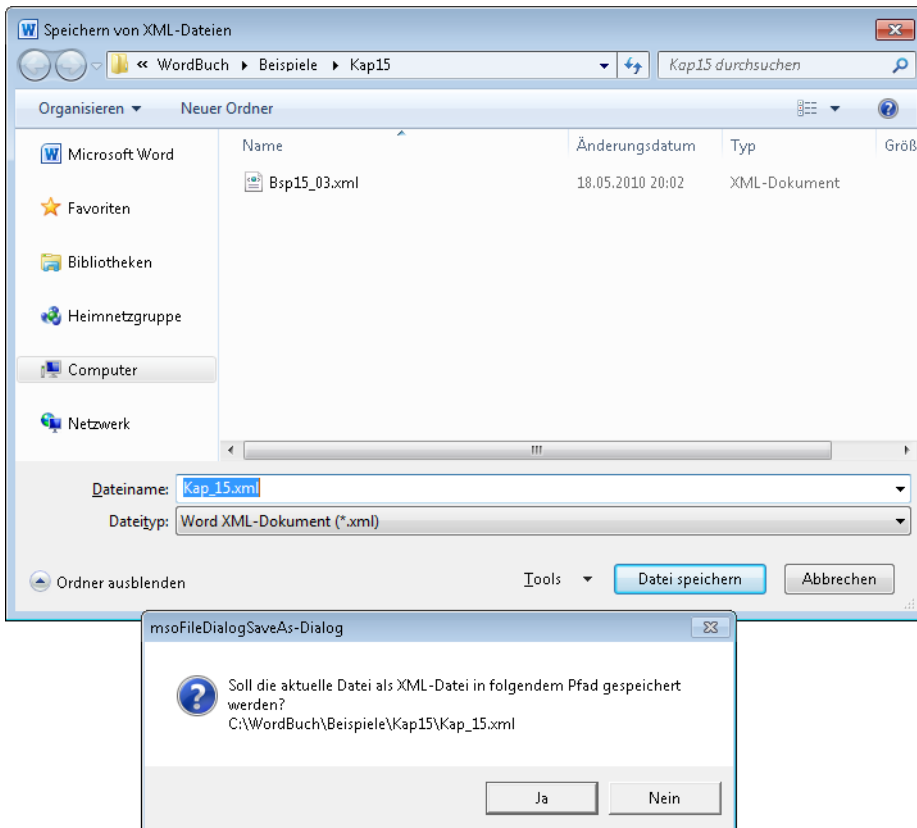 Speichern von XML-Dateien
« WordBuch Beispiele Kap15
Kap15 durchsuchen
Organisieren
Neuer Ordner
Microsoft Word
Favoriten
Bibliotheken
Heimnetzgruppe
Computer
Netzwerk
Name Änderungsdatum Typ Größ
Bsp15_03.xml 18.05.2010 20:02 XML-Dokument
Dateiname: Kap_15.xml
Dateityp: Word XML-Dokument (*.xml)
Ordner ausblenden
Tools Datei speichern Abbrechen
msoFileDialogSaveAs-Dialog
Soll die aktuelle Datei als XML-Datei in folgendem Pfad gespeichert
werden?
C:\WordBuch\Beispiele\Kap15\Kap_15.xml
Ja Nein